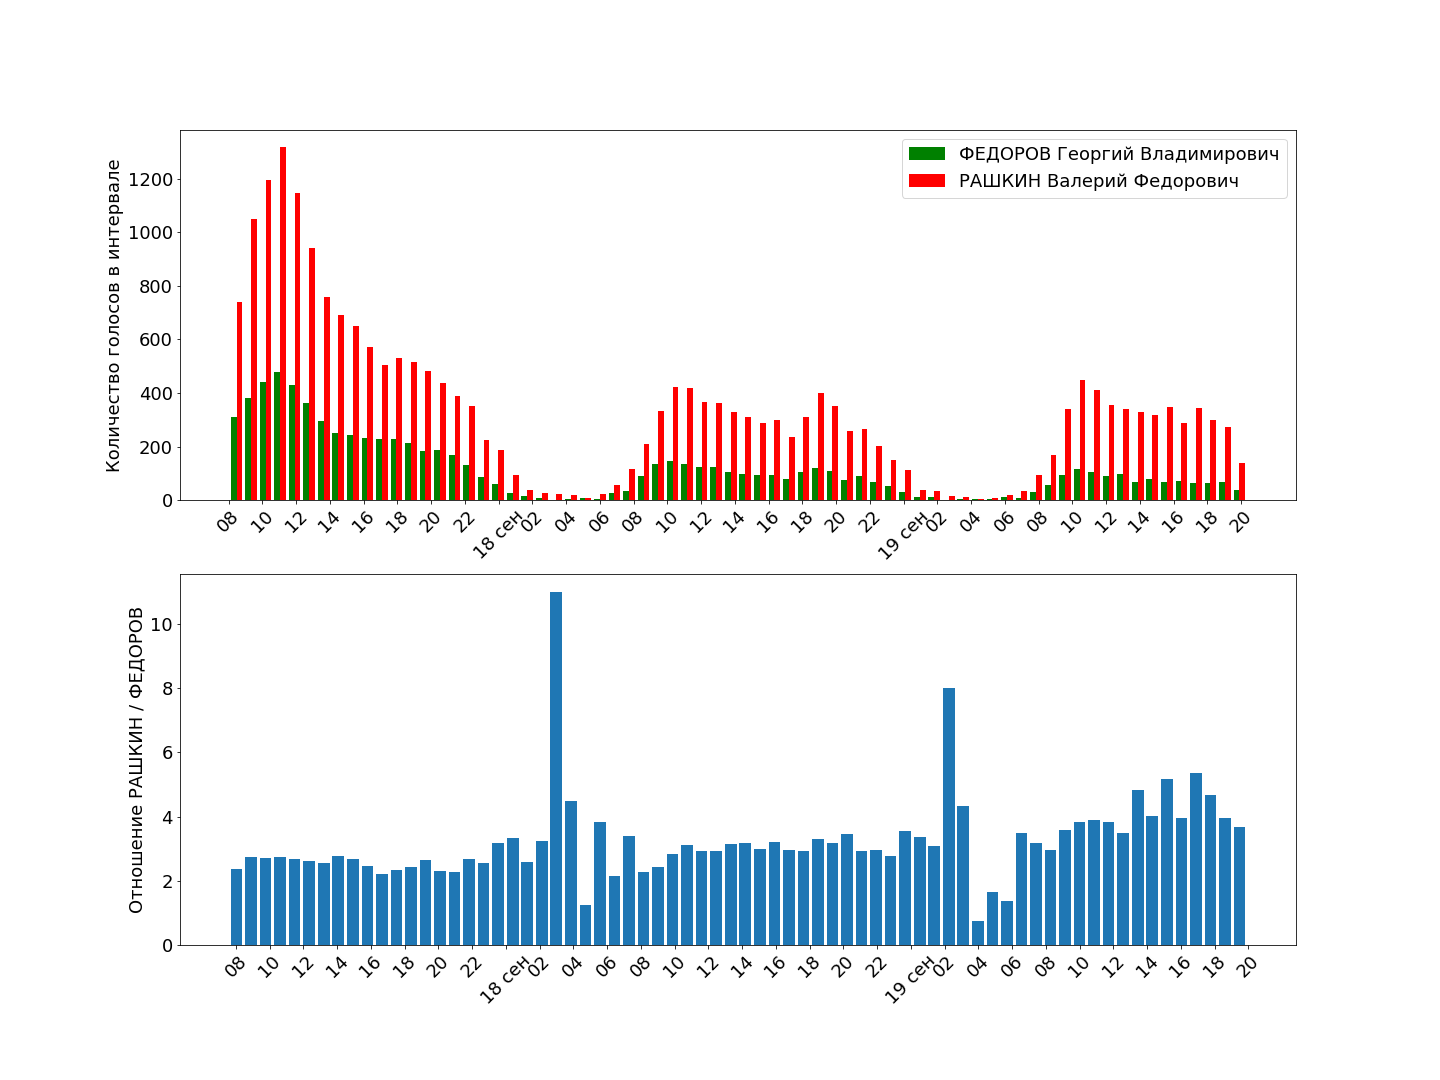 Количество голосов в интервале
1200
1000
800
600
400
200
0
ФЕДОРОВ Георгий Владимирович
РАШКИН Валерий Федорович
08 10 12 14 16 18 20 22 18 сен 02 04 06 08 10 12 14 16 18 20 22 19 сен 02 04 06 08 10 12 14 16 18 20
Отношение РАШКИН / ФЕДОРОВ
10
8
6
4
2
0
08 10 12 14 16 18 20 22 18 сен 02 04 06 08 10 12 14 16 18 20 22 19 сен 02 04 06 08 10 12 14 16 18 20